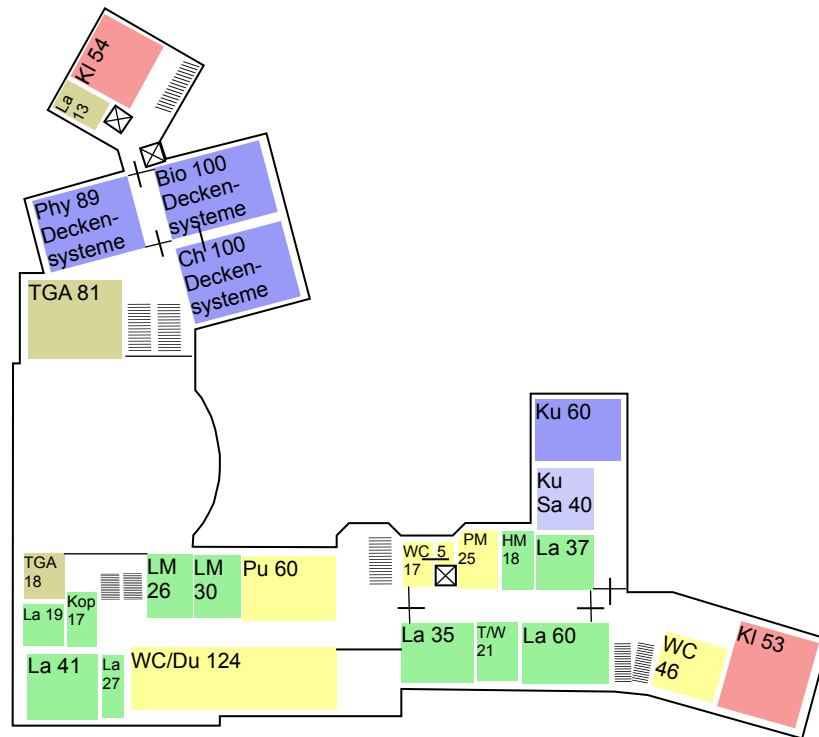 Kl 54
La
13
Phy 89
Decken-
systeme
Bio 100
Decken-
systeme
Ch 100
Decken-
systeme
TGA 81
Ku 60
Ku
Sa 40
TGA
18
LM
26
LM
30
Pu 60
WC 5
17
PM
25
HM
18
La 37
La 19
Kop
17
La 41
La
27
WC/Du 124
La 35
T/W
21
La 60
WC
46
Kl 53